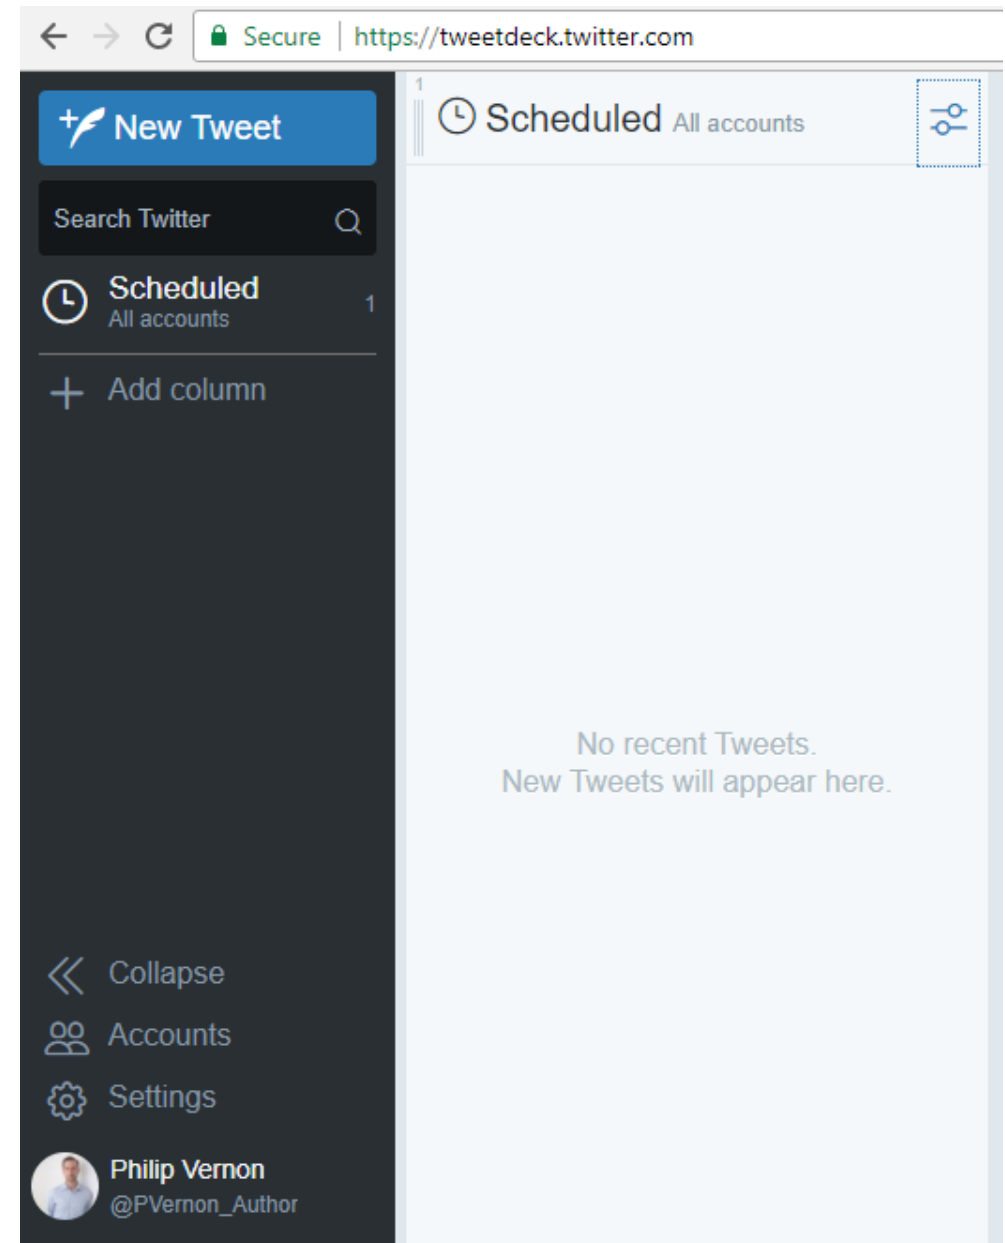 Secure https://tweetdeck.twitter.com
New Tweet
Search Twitter
Scheduled
All accounts
1
Add column
Collapse
Accounts
Settings
Philip Vernon
@PVernon_Author
1
Scheduled All accounts
No recent Tweets.
New Tweets will appear here.